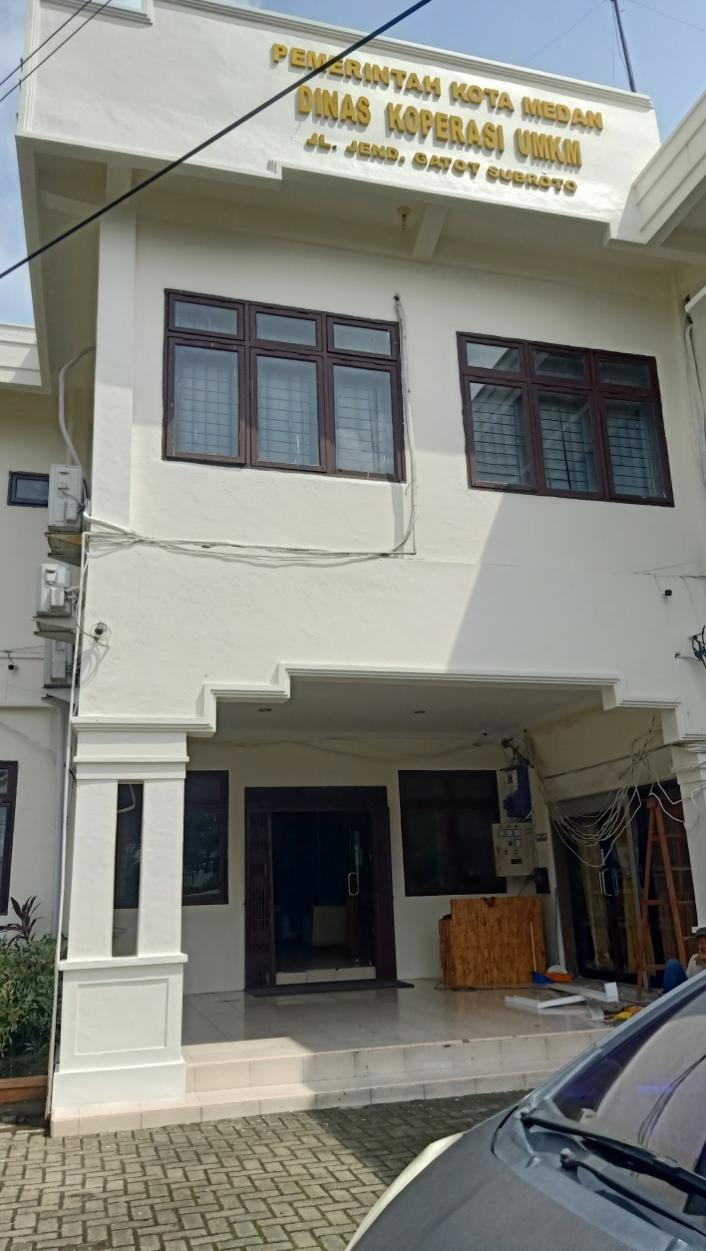 PEMERINTAH KOTA MEDAN
DINAS KOPERASI UMKM
JL. JEND. GATOT SUBROTO